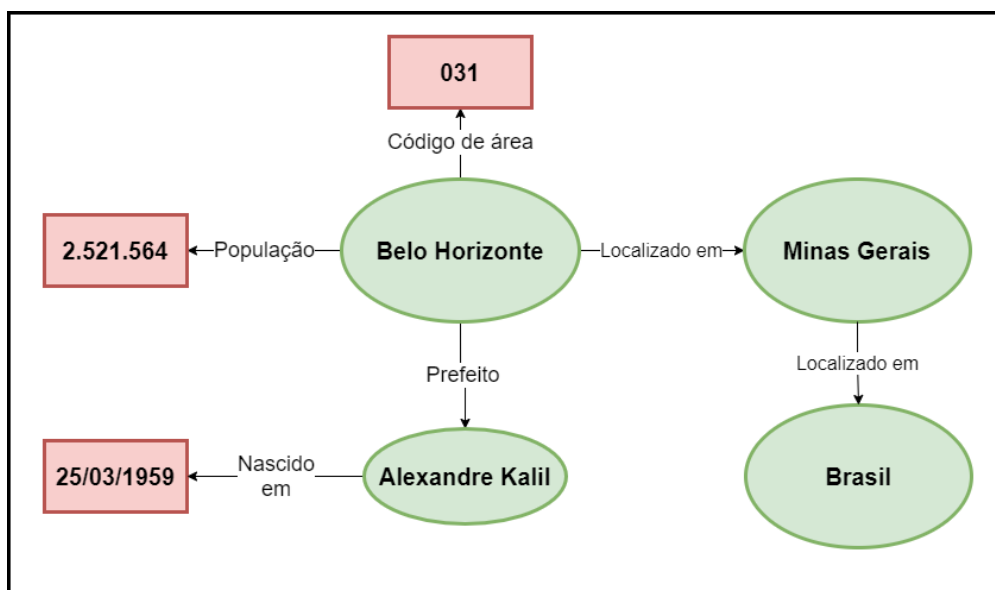 031
Código de área
2.521.564
População
Belo Horizonte
Localizado em
Minas Gerais
Prefeito
Localizado em
25/03/1959
Nascido
em
Alexandre Kalil
Brasil